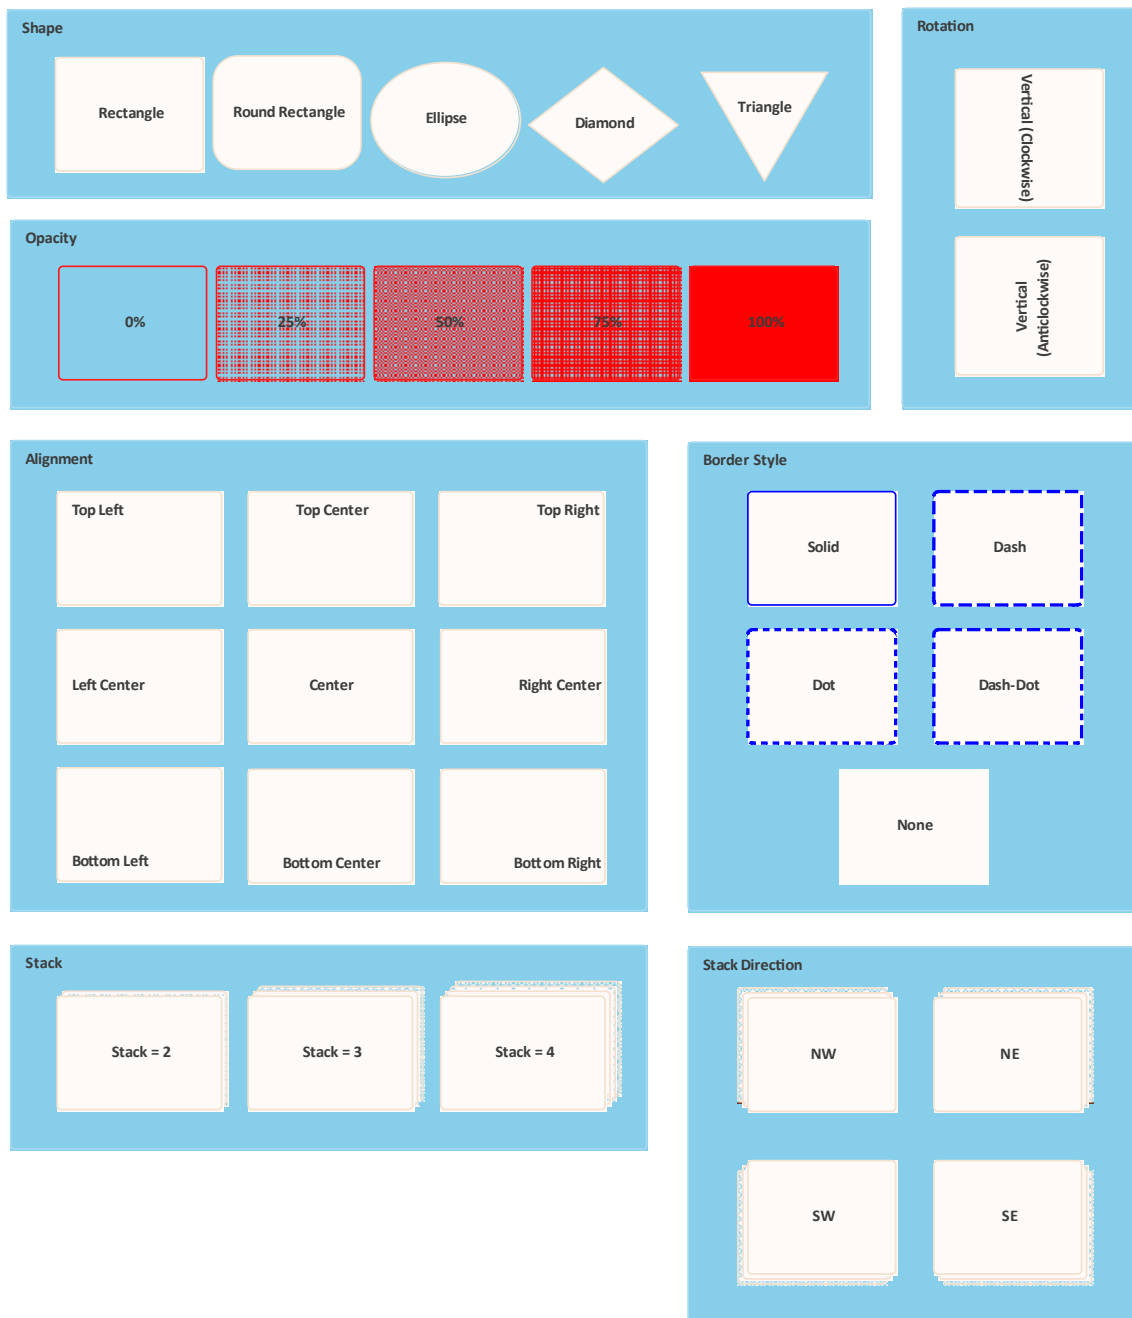 Shape
Rectangle
Round Rectangle
Ellipse
Diamond
Triangle
Rotation
Vertical (Clockwise)
Vertical
(Anticlockwise)
Opacity
0%
25%
50%
75%
100%
Alignment
Top Left
Top Center
Top Right
Left Center
Center
Right Center
Bottom Left
Bottom Center
Bottom Right
Border Style
Solid
Dash
Dot
Dash-Dot
None
Stack
Stack = 2
Stack = 3
Stack = 4
Stack Direction
NW
NE
SW
SE